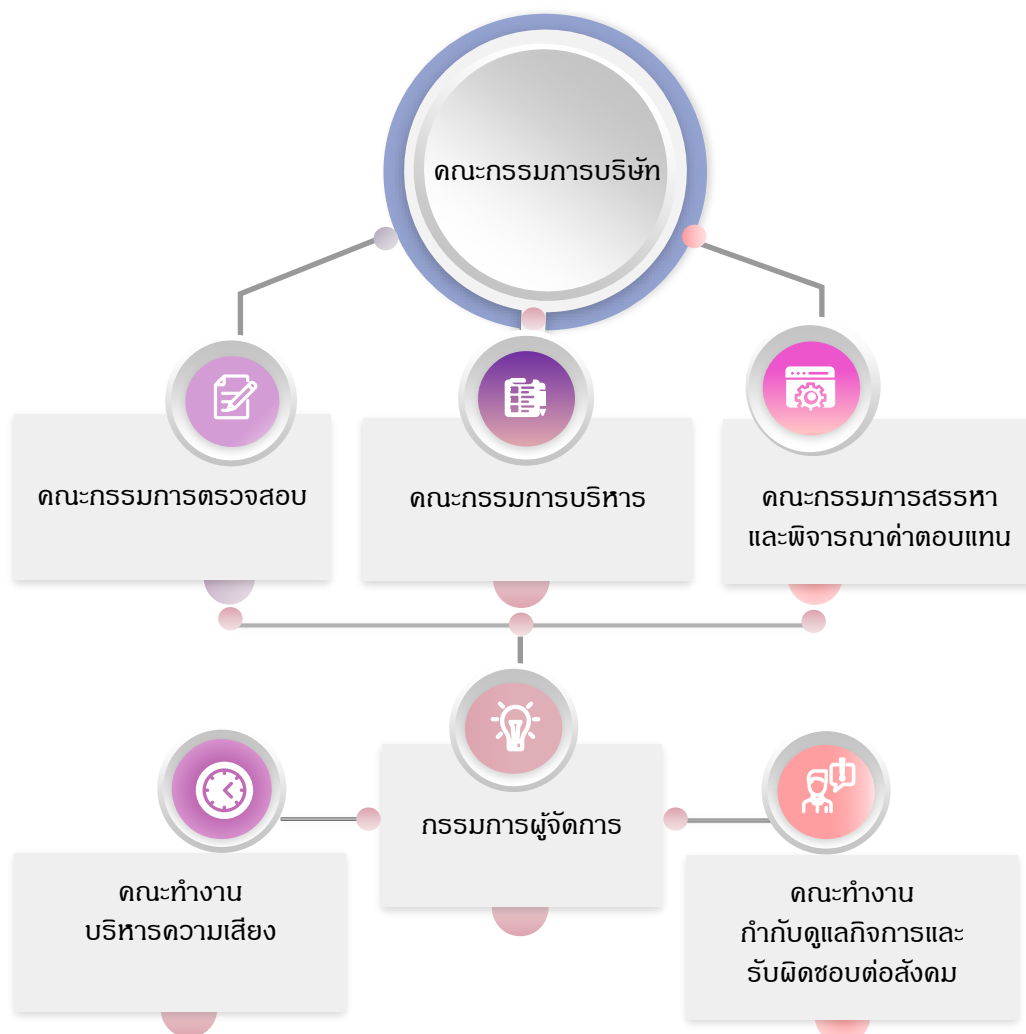 คณะกรรมการบริษัท
คณะกรรมการตรวจสอบ
คณะกรรมการบริหาร
คณะกรรมการสรรหา
และพิจารณาค่าตอบแทน
กรรมการผู้จัดการ
คณะทำงาน
บริหารความเสี่ยง
คณะทำงาน
กำกับดูแลกิจการและ
รับผิดชอบต่อสังคม